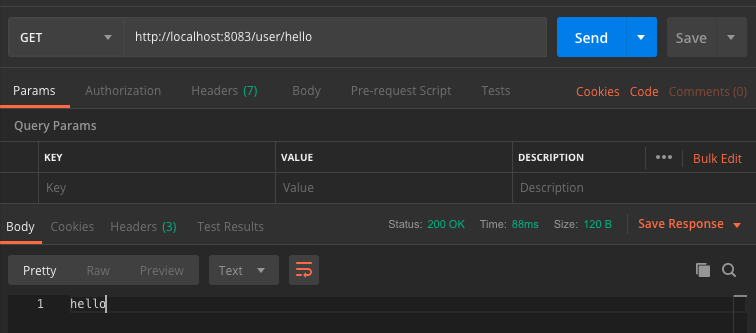 GET http://localhost:8083/user/hello Send Save
Params Authorization Headers (7) Body Pre-request Script Tests Cookies Code Comments (0)
Query Params
KEY VALUE DESCRIPTION ••• Bulk Edit
Key Value Description
Body Cookies Headers (3) Test Results Status: 200 OK Time: 88ms Size: 120 B Save Response
Pretty Raw Preview Text
1 hello